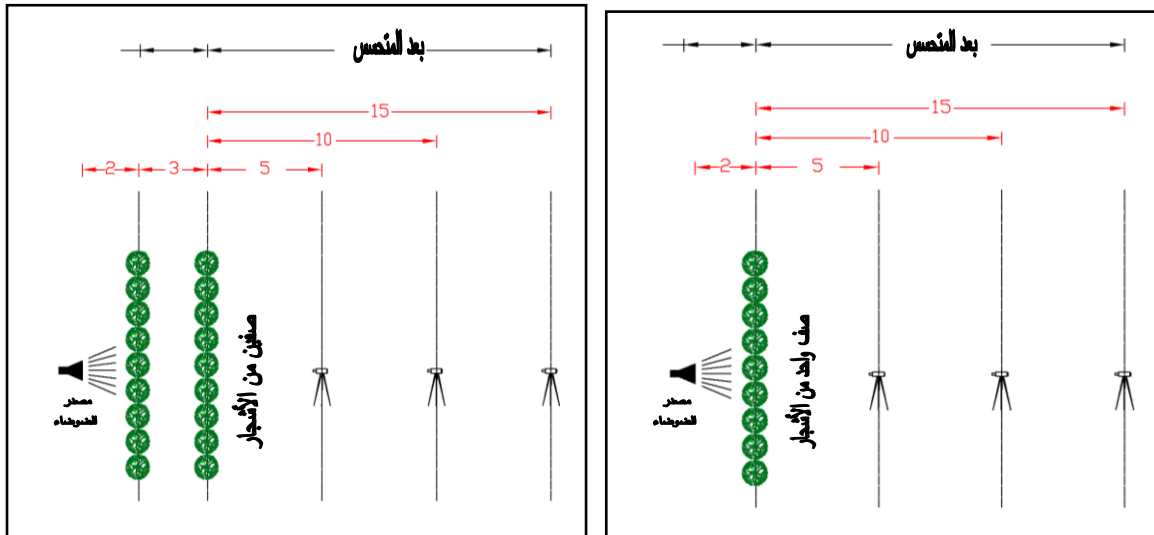 بعد المتحسس
15
10
2
3
5
صفين من الأشجار
مصدر
الضوضاء
بعد المتحسس
15
10
2
5
صف واحد من الأشجار
مصدر
الضوضاء